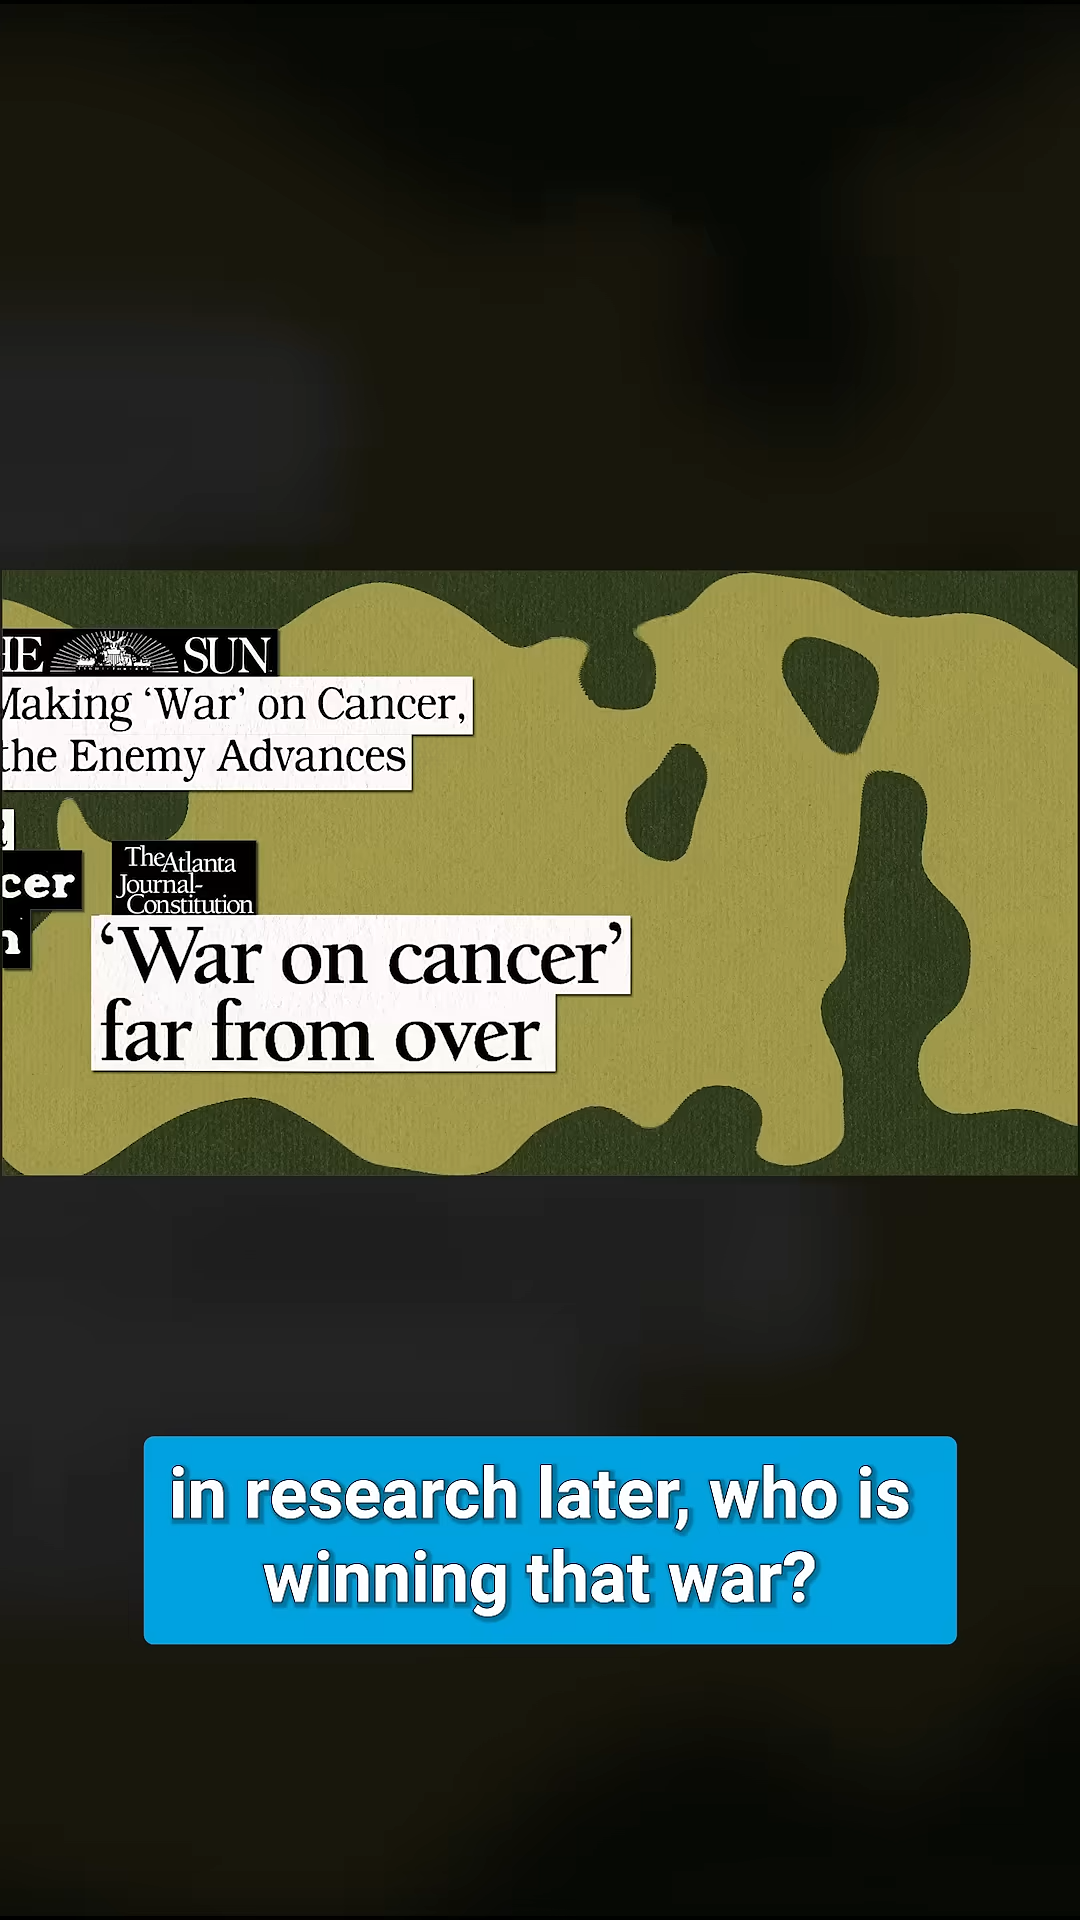 SUN
Making ‘War’ on Cancer,
the Enemy Advances
The Atlanta
Journal-
Constitution
‘War on cancer’
far from over
in research later, who is
winning that war?